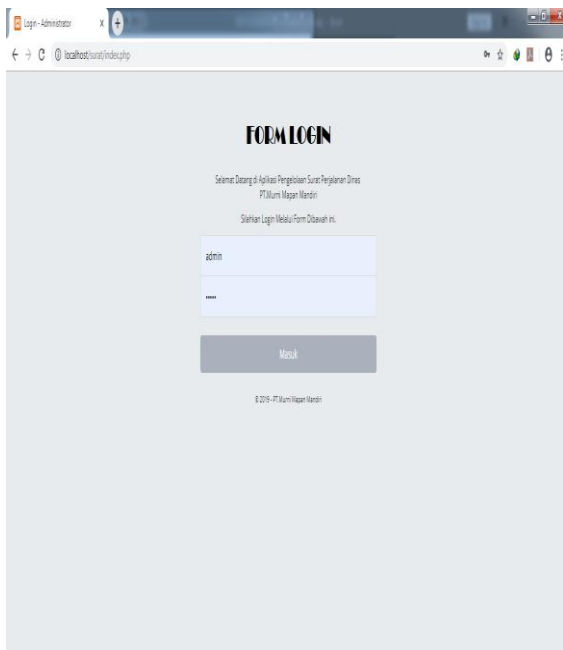 Login - Administrator
localhost/surat/index.php
FORM LOGIN
Selamat Datang di Aplikasi Pengelolaan Surat Perjalanan Dinas
PT.Murni Mapan Mandiri
Silahkan Login Melalui Form Dibawah ini.
admin
•••••
Masuk
© 2019 - PT.Murni Mapan Mandiri